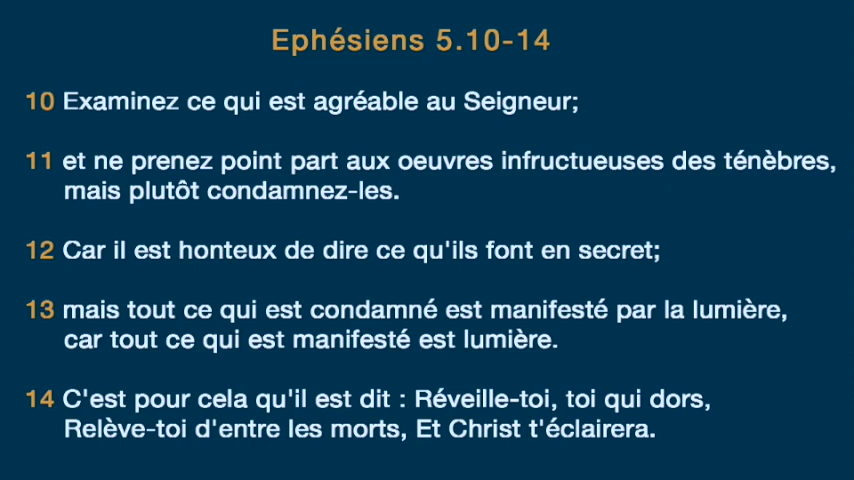 Ephésiens 5.10-14
10 Examinez ce qui est agréable au Seigneur;
11 et ne prenez point part aux oeuvres infructueuses des ténèbres,
mais plutôt condamnez-les.
12 Car il est honteux de dire ce qu'ils font en secret;
13 mais tout ce qui est condamné est manifesté par la lumière,
car tout ce qui est manifesté est lumière.
14 C'est pour cela qu'il est dit : Réveille-toi, toi qui dors,
Relève-toi d'entre les morts, Et Christ t'éclairera.